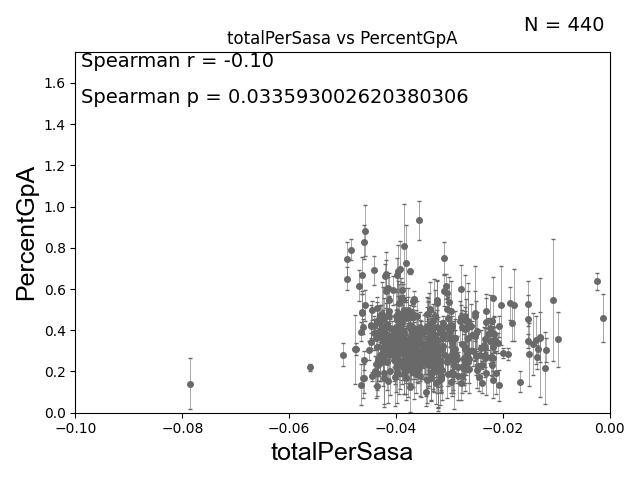 N = 440
totalPerSasa vs PercentGpA
Spearman r = -0.10
Spearman p = 0.033593002620380306
1.6
1.4
1.2
1.0
0.8
0.6
0.4
0.2
0.0
PercentGpA
−0.10 −0.08 −0.06 −0.04 −0.02 0.00
totalPerSasa